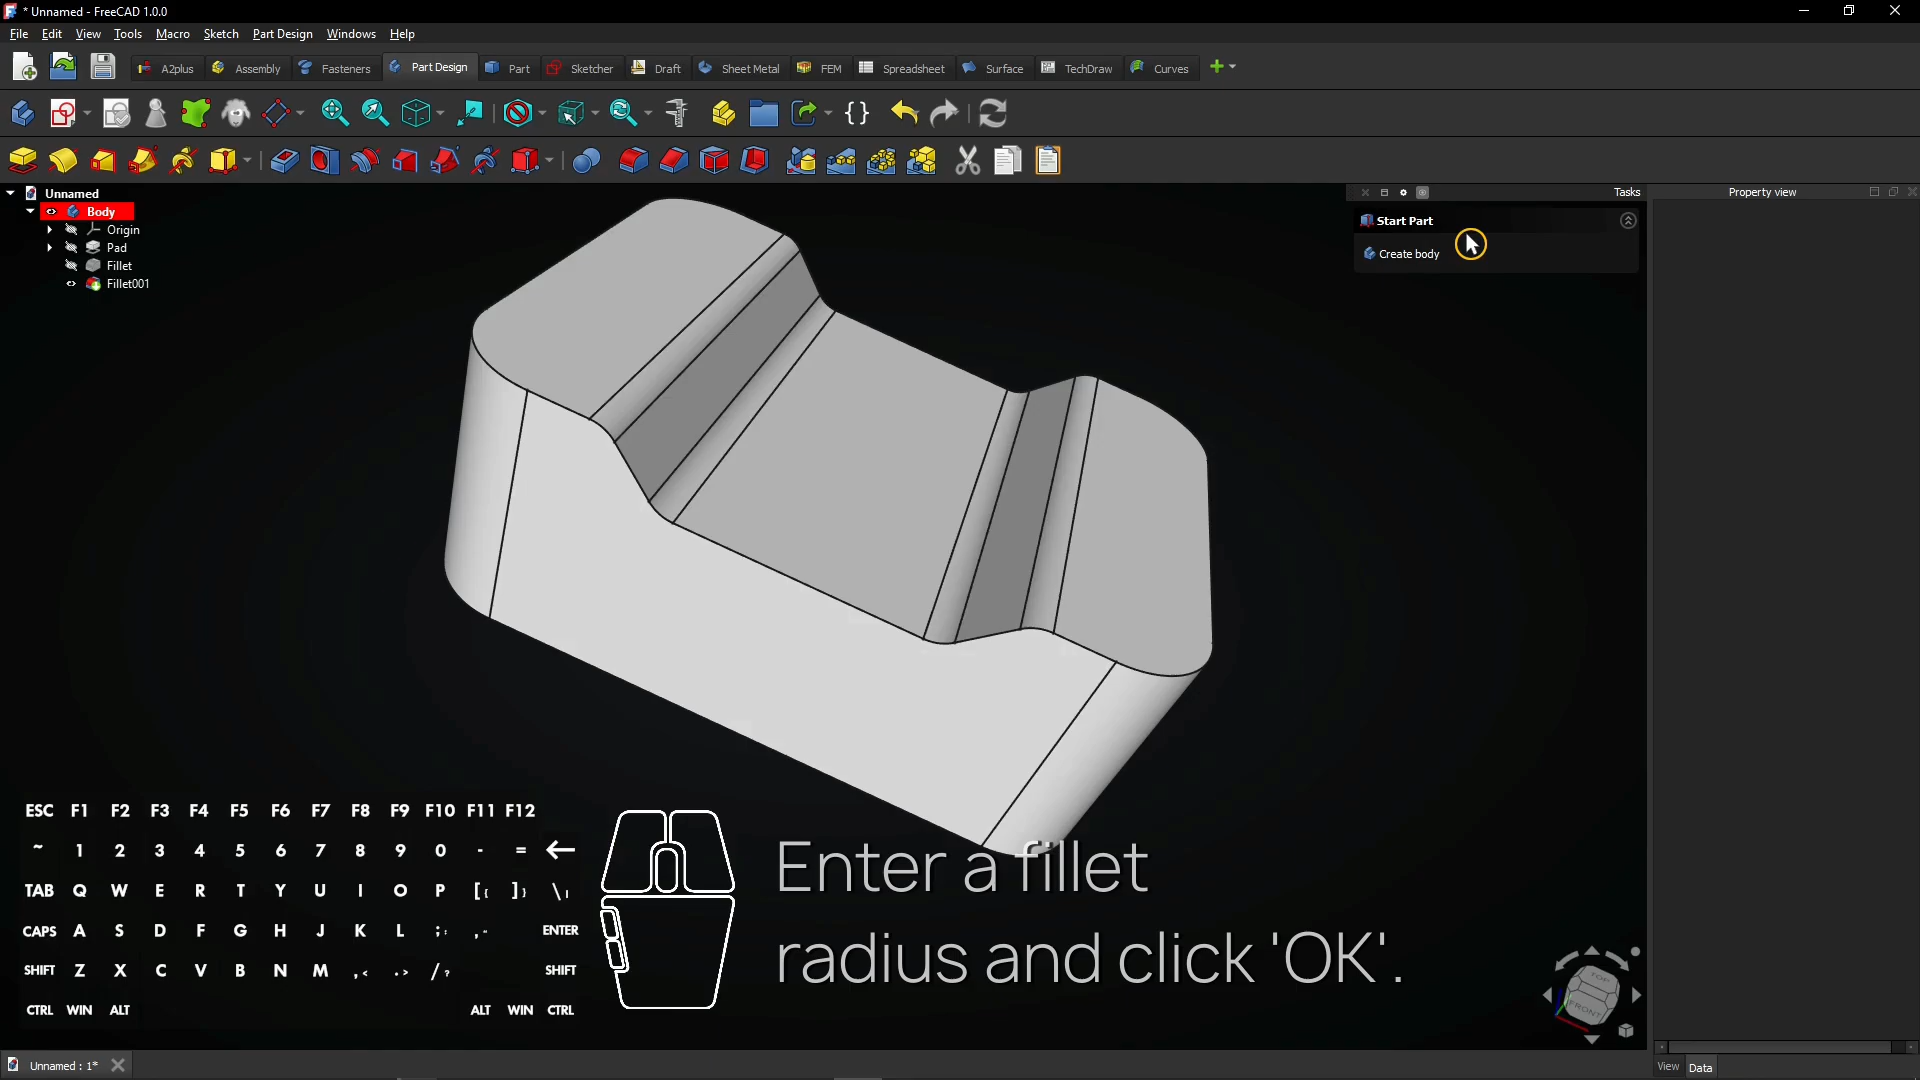 * Unnamed - FreeCAD 1.0.0
File Edit View Tools Macro Sketch Part Design Windows Help
A2plus Assembly Fasteners Part Design Part Sketcher Draft Sheet Metal FEM Spreadsheet Surface TechDraw Curves
Unnamed
Body
Origin
Pad
Fillet
Fillet001
Tasks
Start Part
Create body
Property view
ESC F1 F2 F3 F4 F5 F6 F7 F8 F9 F10 F11 F12
~ 1 2 3 4 5 6 7 8 9 0 - =
TAB Q W E R T Y U I O P [{ ]} \|
CAPS A S D F G H J K L ;: ,“ ENTER
SHIFT Z X C V B N M ,< .> /? SHIFT
CTRL WIN ALT ALT WIN CTRL
Enter a fillet
radius and click 'OK'.
TOP
FRONT
Unnamed : 1*
View Data